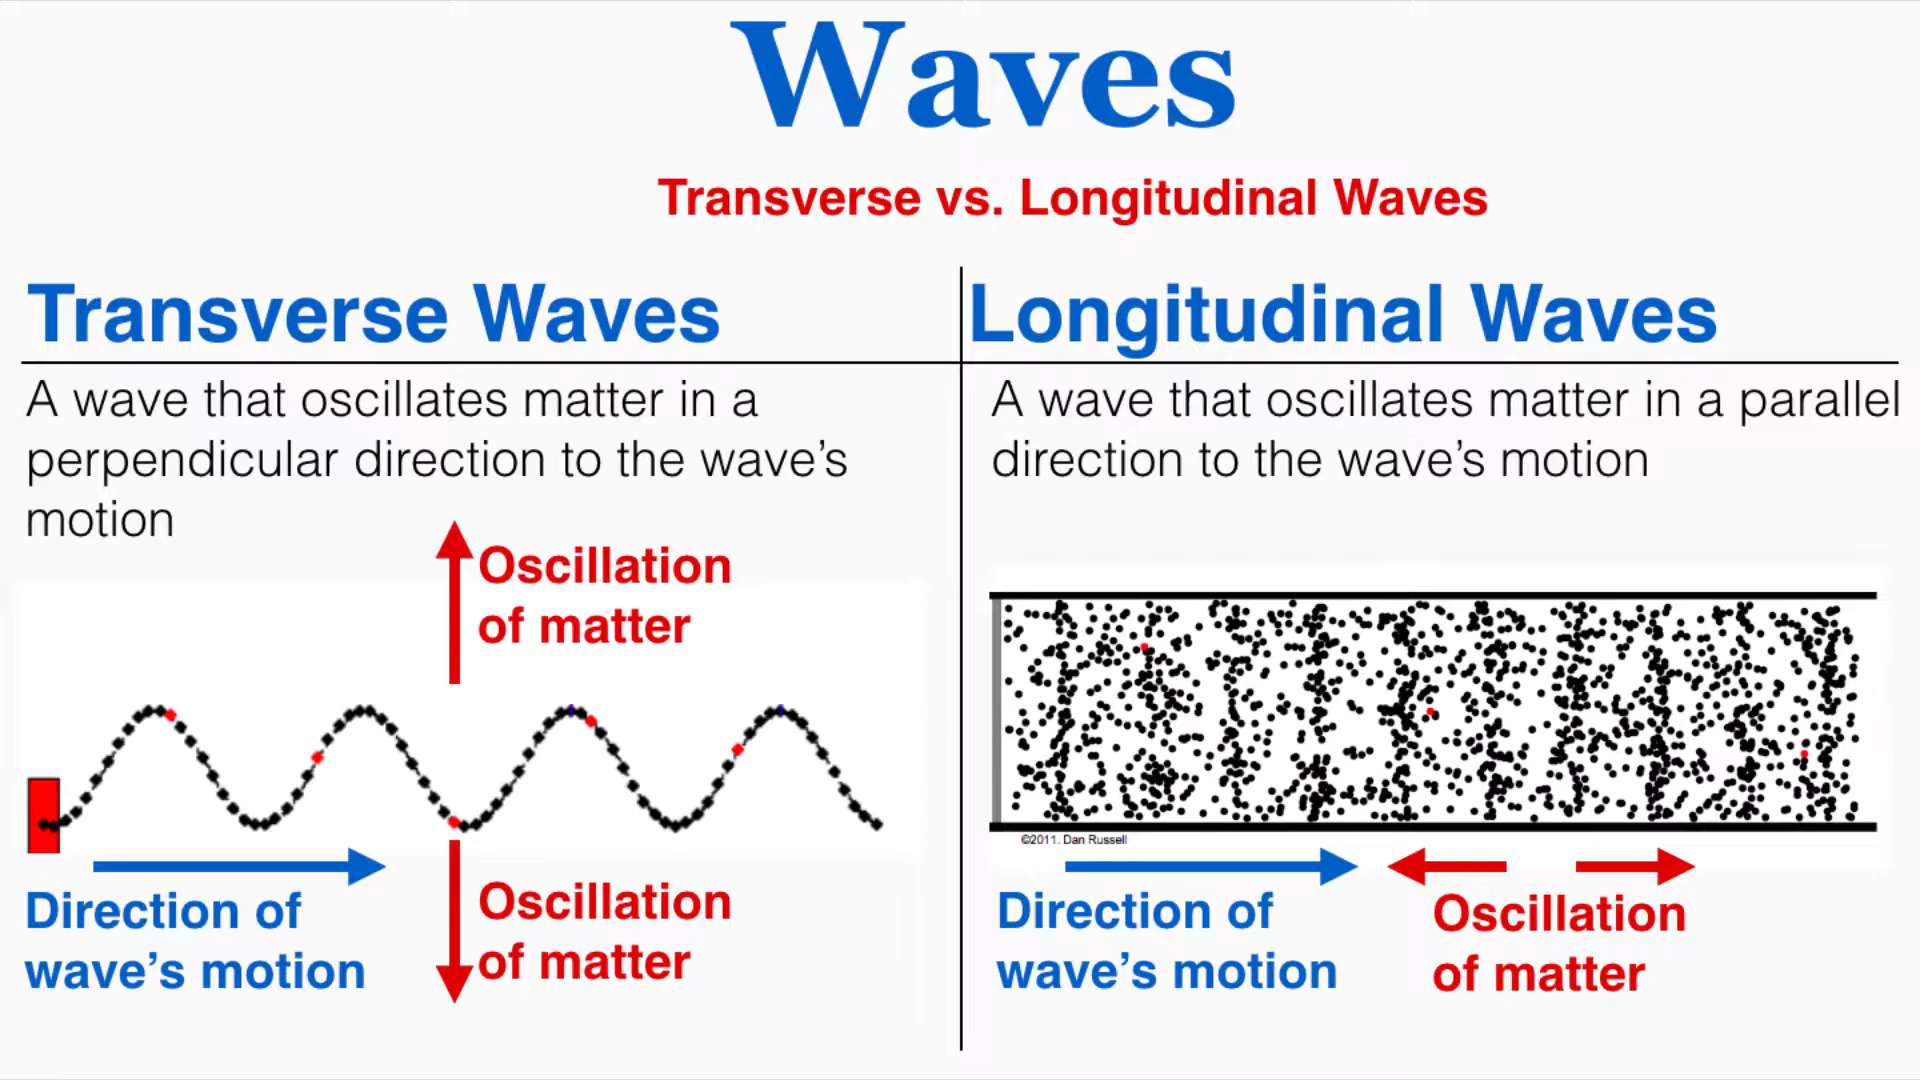 Waves
Transverse vs. Longitudinal Waves
Transverse Waves
A wave that oscillates matter in a
perpendicular direction to the wave’s
motion
Oscillation
of matter
Direction of
wave’s motion
Oscillation
of matter
Longitudinal Waves
A wave that oscillates matter in a parallel
direction to the wave’s motion
©2011. Dan Russell
Direction of
wave’s motion
Oscillation
of matter